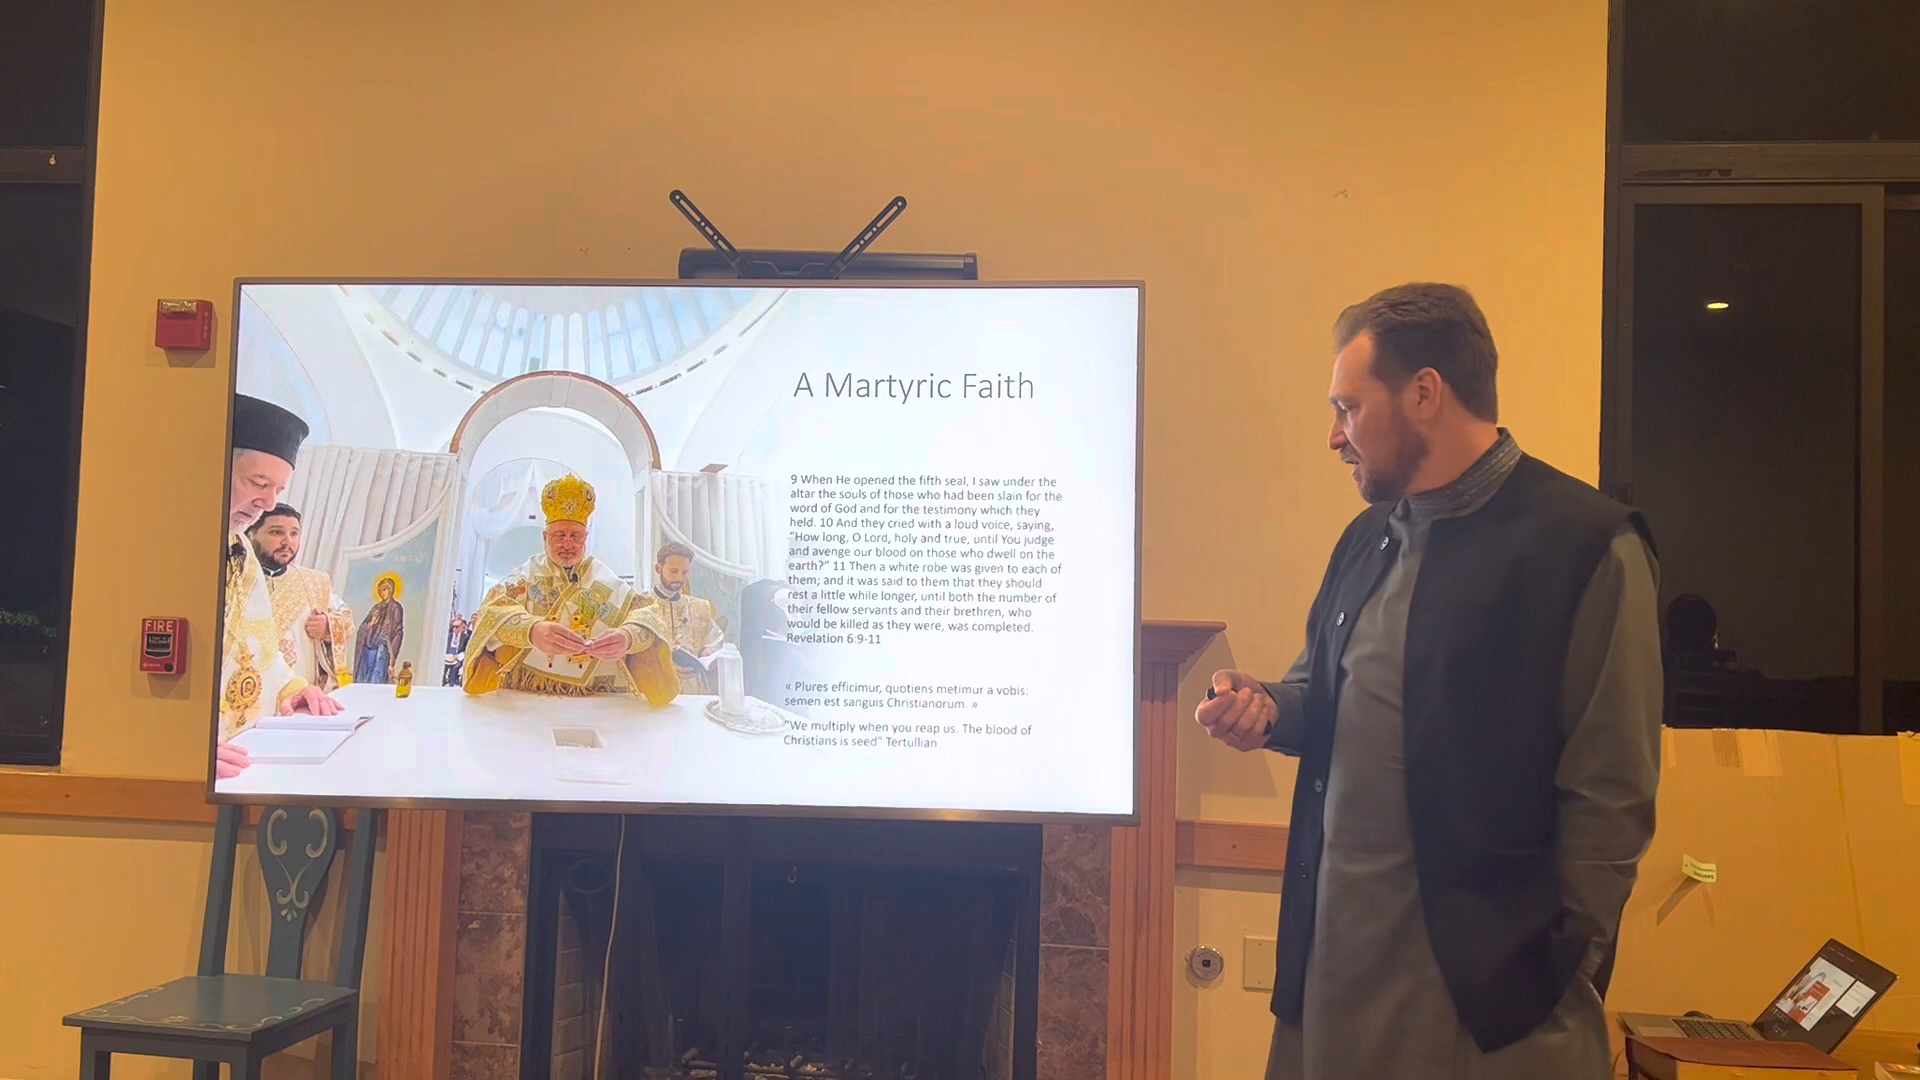 FIRE
FIRE
A Martyric Faith
9 When He opened the fifth seal, I saw under the
altar the souls of those who had been slain for the
word of God and for the testimony which they
held. 10 And they cried with a loud voice, saying,
"How long, O Lord, holy and true, until You judge
and avenge our blood on those who dwell on the
earth?" 11 Then a white robe was given to each of
them; and it was said to them that they should
rest a little while longer, until both the number of
their fellow servants and their brethren, who
would be killed as they were, was completed.
Revelation 6:9-11
« Plures efficimur, quotiens metimur a vobis:
semen est sanguis Christianorum. »
"We multiply when you reap us. The blood of
Christians is seed" Tertullian